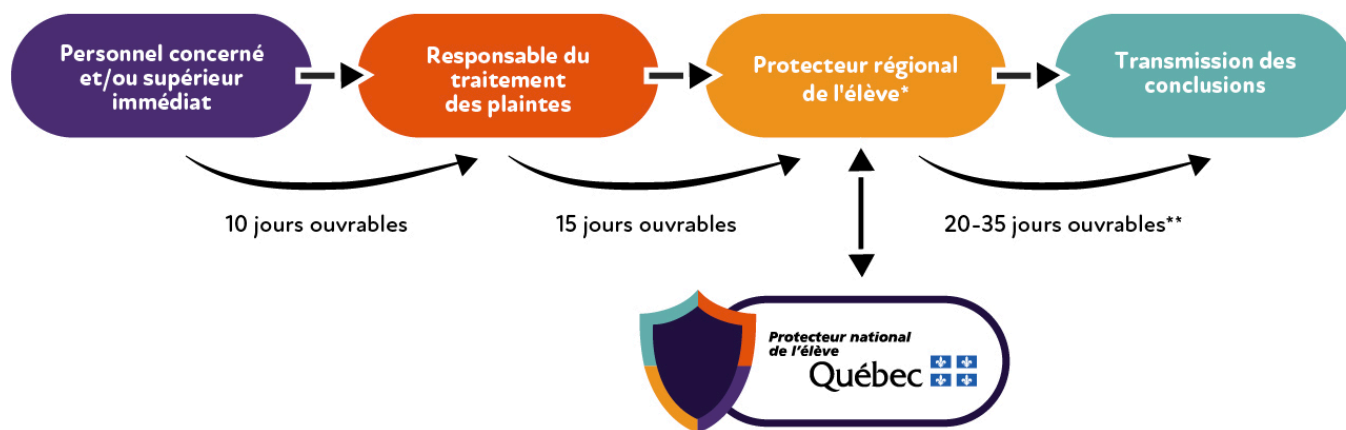 Personnel concerné
et/ou supérieur
immédiat
Responsable du
traitement
des plaintes
Protecteur régional
de l'élève*
Transmission des
conclusions
10 jours ouvrables
15 jours ouvrables
20-35 jours ouvrables**
Protecteur national
de l'élève
Québec